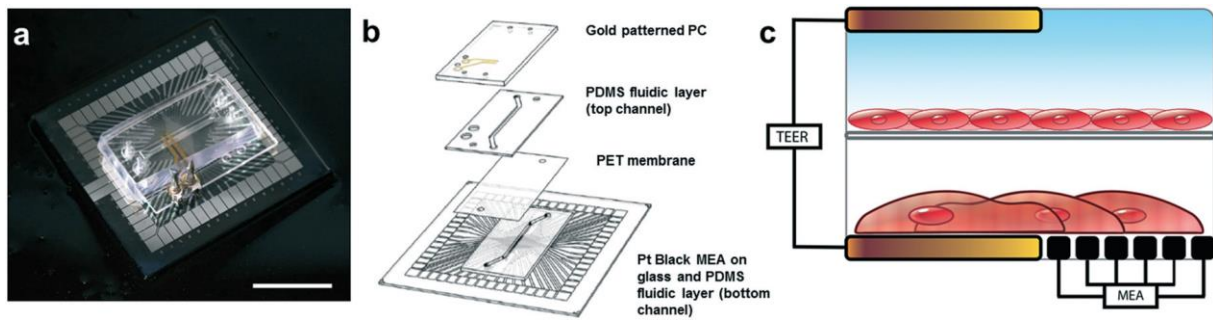 a
b
Gold patterned PC
PDMS fluidic layer
(top channel)
PET membrane
Pt Black MEA on
glass and PDMS
fluidic layer (bottom
channel)
c
TEER
MEA